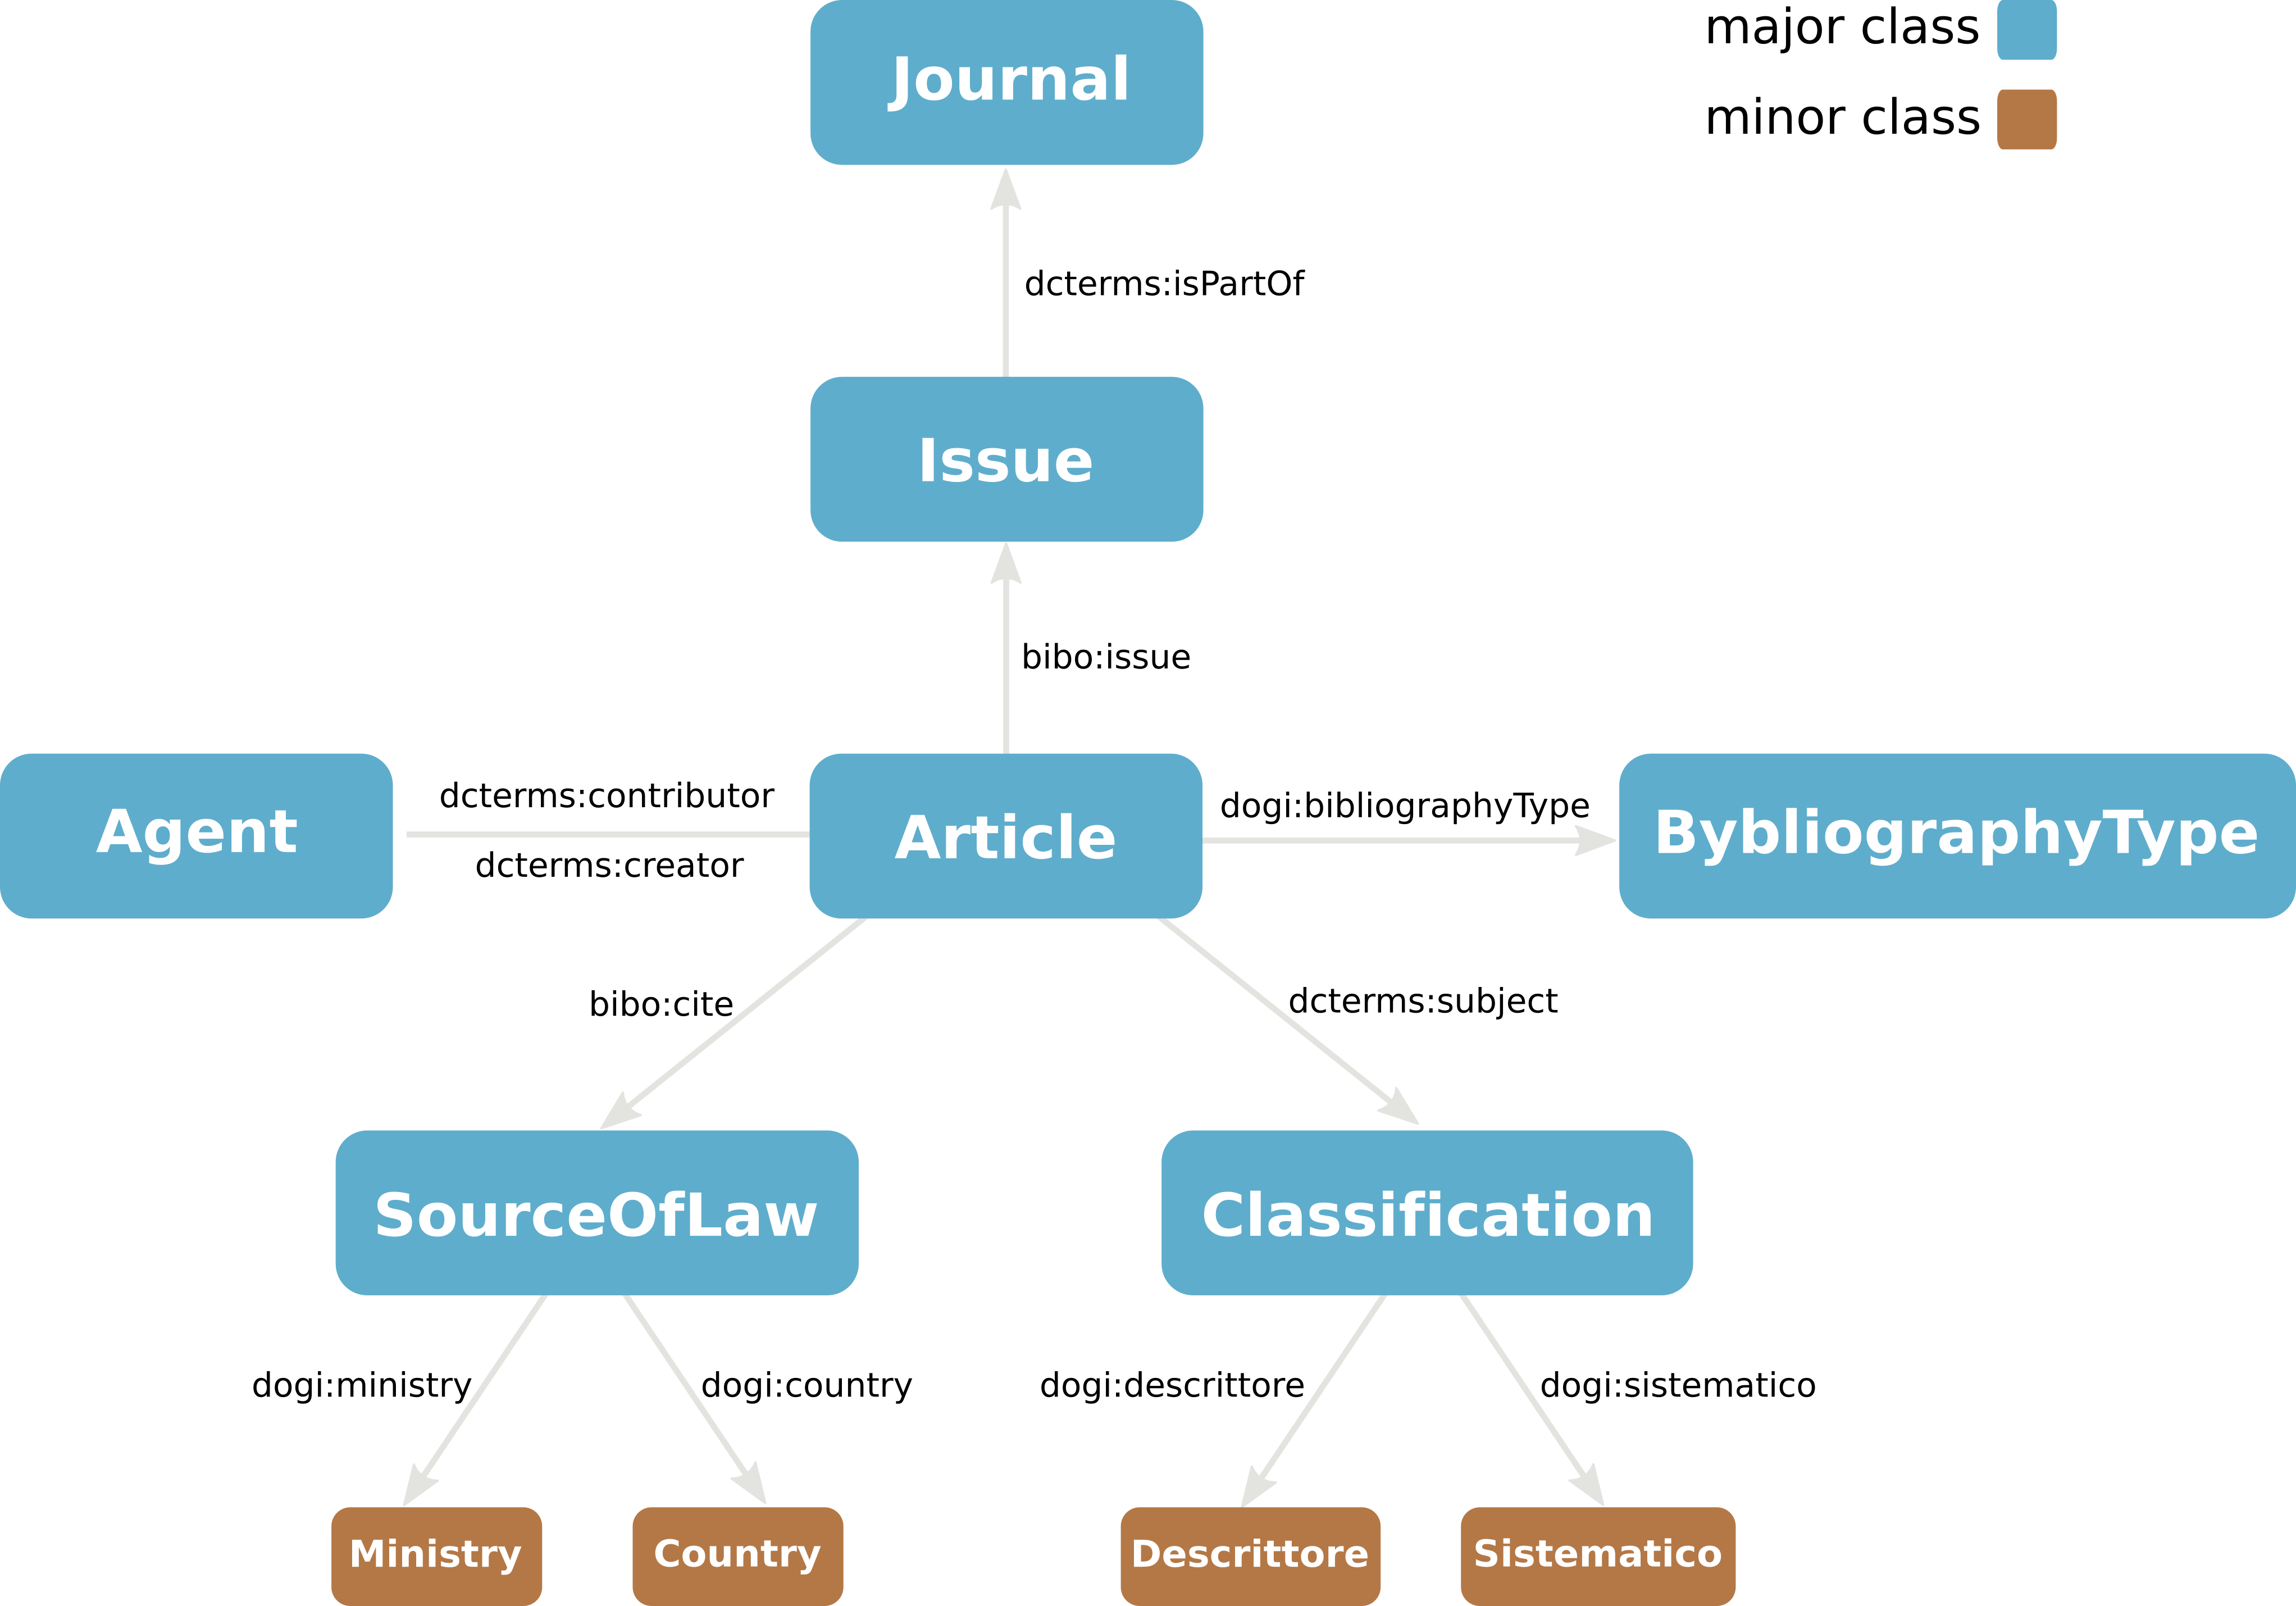 major class
minor class
Journal
dcterms:isPartOf
Issue
bibo:issue
Agent
dcterms:contributor
dcterms:creator
Article
dogi:bibliographyType
BybliographyType
bibo:cite
dcterms:subject
SourceOfLaw
Classification
dogi:ministry
dogi:country
dogi:descrittore
dogi:sistematico
Ministry
Country
Descrittore
Sistematico